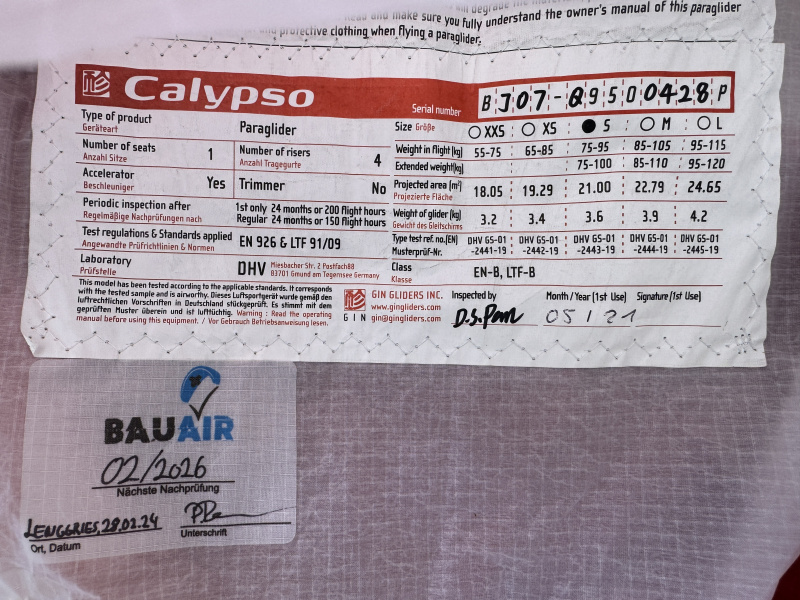 and make sure you fully understand the owner's manual of this paraglider
protective clothing when flying a paraglider.
Calypso
Serial number BJ07-Q9500428P
Type of product
Geräteart
Paraglider
Size Größe
XXS XS S M L
Number of seats
Anzahl Sitze
1
Number of risers
Anzahl Tragegurte
4
Weight in flight(kg) 55-75 65-85 75-95 85-105 95-115
Extended weight(kg) 75-100 85-110 95-120
Accelerator
Beschleuniger
Yes
Trimmer No
Projected area (m²)
Projezierte Fläche
18.05 19.29 21.00 22.79 24.65
Periodic inspection after
Regelmäßige Nachprüfungen nach
1st only 24 months or 200 flight hours
Regular 24 months or 150 flight hours
Weight of glider (kg)
Gewicht des Gleitschirms
3.2 3.4 3.6 3.9 4.2
Test regulations & Standards applied
Angewandte Prüfrichtlinien & Normen
EN 926 & LTF 91/09
Type test ref. no.(EN)
Musterprüf-Nr.
DHV GS-01 DHV GS-01 DHV GS-01 DHV GS-01 DHV GS-01
-2441-19 -2442-19 -2443-19 -2444-19 -2445-19
Laboratory
Prüfstelle
DHV
Miesbacher Str. 2 Postfach88
83701 Gmund am Tegernsee Germany
Class
Klasse
EN-B, LTF-B
This model has been tested according to the applicable standards. It corresponds
with the tested sample and is airworthy. Dieses Luftsportgerät wurde gemäß den
luftrechtlichen Vorschriften in Deutschland stückgeprüft. Es stimmt mit dem
geprüften Muster überein und ist lufttüchtig. Warning : Read the operating
manual before using this equipment. / Vor Gebrauch Betriebsanweisung lesen.
GIN
GIN GLIDERS INC.
www.gingliders.com
gin@gingliders.com
Inspected by
D.S.Pam
Month/Year (1st Use)
05/21
Signature(1st Use)
BAUAIR
02/2026
Nächste Nachprüfung
LENGGRIES, 28.02.24
Ort, Datum
Unterschrift